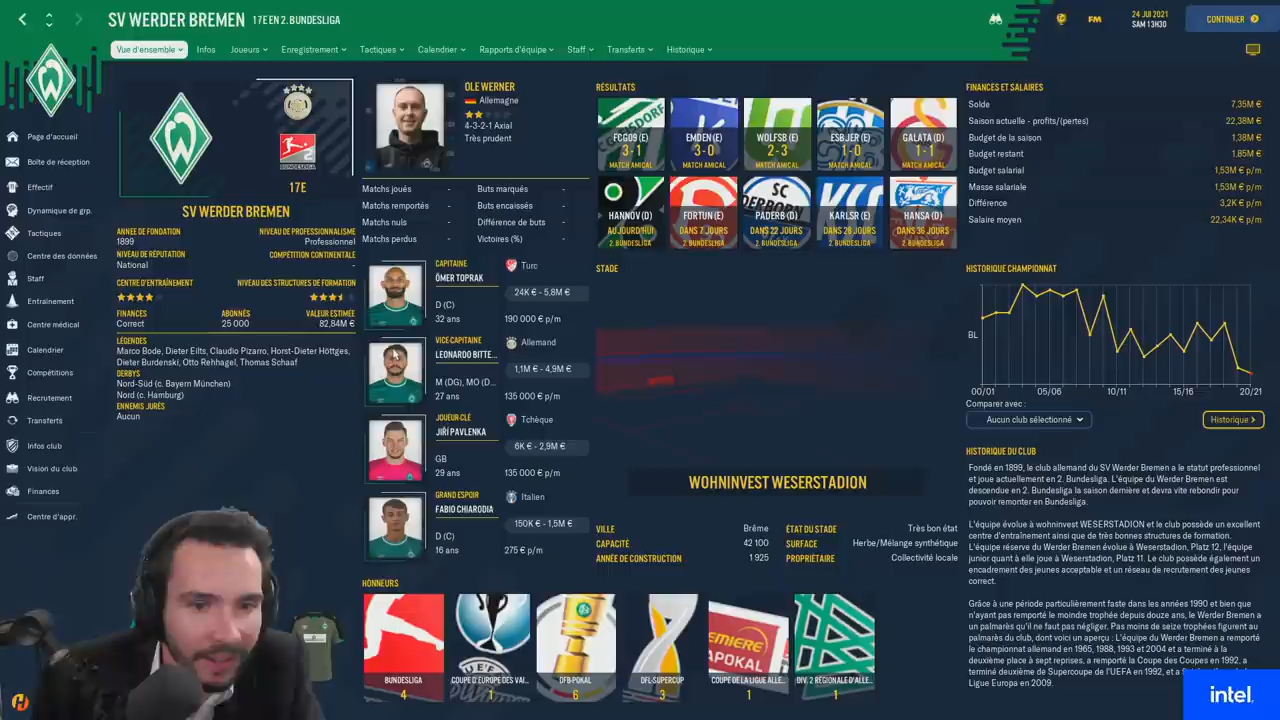 SV WERDER BREMEN 17E EN 2. BUNDESLIGA
FM
24 JUI 2021
SAM 13H30
CONTINUER
Vue d'ensemble
Infos
Joueurs
Enregistrement
Tactiques
Calendrier
Rapports d'équipe
Staff
Transferts
Historique
Page d'accueil
Boîte de réception
Effectif
Dynamique de grp.
Tactiques
Centre des données
Staff
Entraînement
Centre médical
Calendrier
Compétitions
Recrutement
Transferts
Infos club
Vision du club
Finances
Centre d'appr.
17E
SV WERDER BREMEN
ANNÉE DE FONDATION
1899
NIVEAU DE PROFESSIONNALISME
Professionnel
NIVEAU DE RÉPUTATION
National
COMPÉTITION CONTINENTALE
-
CENTRE D'ENTRAÎNEMENT
NIVEAU DES STRUCTURES DE FORMATION
FINANCES
Correct
ABONNÉS
25 000
VALEUR ESTIMÉE
82,84M €
LÉGENDES
Marco Bode, Dieter Eilts, Claudio Pizarro, Horst-Dieter Höttges,
Dieter Burdenski, Otto Rehhagel, Thomas Schaaf
DERBYS
Nord-Süd (c. Bayern München)
Nord (c. Hamburg)
ENNEMIS JURÉS
Aucun
OLE WERNER
Allemagne
4-3-2-1 Axial
Très prudent
Matchs joués - Buts marqués -
Matchs remportés - Buts encaissés -
Matchs nuls - Différence de buts -
Matchs perdus - Victoires (%) -
CAPITAINE
ÖMER TOPRAK
Turc
24K € - 5,8M €
D (C)
32 ans
190 000 € p/m
VICE-CAPITAINE
LEONARDO BITTE...
Allemand
1,1M € - 4,9M €
M (DG), MO (D...
27 ans
135 000 € p/m
JOUEUR-CLÉ
JIŘÍ PAVLENKA
Tchèque
6K € - 2,9M €
GB
29 ans
135 000 € p/m
GRAND ESPOIR
FABIO CHIARODIA
Italien
150K € - 1,5M €
D (C)
16 ans
275 € p/m
HONNEURS
BUNDESLIGA
4
COUPE D'EUROPE DES VAI...
1
DFB-POKAL
6
DFL-SUPERCUP
3
COUPE DE LA LIGUE ALLE...
1
DIV. 2 RÉGIONALE D'ALLE...
1
RÉSULTATS
FCG09 (E)
3-1
MATCH AMICAL
EMDEN (E)
3-0
MATCH AMICAL
WOLFSB (E)
2-3
MATCH AMICAL
ESBJER (E)
1-0
MATCH AMICAL
GALATA (D)
1-1
MATCH AMICAL
HANNOV (D)
AUJOURD'HUI
2. BUNDESLIGA
FORTUN (E)
DANS 7 JOURS
2. BUNDESLIGA
PADERB (D)
DANS 22 JOURS
2. BUNDESLIGA
KARLSR (E)
DANS 28 JOURS
2. BUNDESLIGA
HANSA (D)
DANS 36 JOURS
2. BUNDESLIGA
STADE
WOHNINVEST WESERSTADION
VILLE Brême
CAPACITÉ 42 100
ANNÉE DE CONSTRUCTION 1 925
ÉTAT DU STADE Très bon état
SURFACE Herbe/Mélange synthétique
PROPRIÉTAIRE Collectivité locale
FINANCES ET SALAIRES
Solde 7,35M €
Saison actuelle - profits/(pertes) 22,38M €
Budget de la saison 1,38M €
Budget restant 1,85M €
Budget salarial 1,53M € p/m
Masse salariale 1,53M € p/m
Différence 3,2K € p/m
Salaire moyen 22,34K € p/m
HISTORIQUE CHAMPIONNAT
BL
00/01 05/06 10/11 15/16 20/21
Comparer avec :
Aucun club sélectionné
Historique >
HISTORIQUE DU CLUB
Fondé en 1899, le club allemand du SV Werder Bremen a le statut professionnel
et joue actuellement en 2. Bundesliga. L'équipe du Werder Bremen est
descendue en 2. Bundesliga la saison dernière et devra vite rebondir pour
pouvoir remonter en Bundesliga.
L'équipe évolue à wohninvest WESERSTADION et le club possède un excellent
centre d'entraînement ainsi que de très bonnes structures de formation.
L'équipe réserve du Werder Bremen évolue à Weserstadion, Platz 12, l'équipe
junior quant à elle joue à Weserstadion, Platz 11. Le club possède également un
encadrement des jeunes acceptable et un réseau de recrutement des jeunes
correct.
Grâce à une période particulièrement faste dans les années 1990 et bien que
n'ayant pas remporté le moindre trophée depuis douze ans, le Werder Bremen a
un palmarès qu'il ne faut pas négliger. Pas moins de seize trophées figurent au
palmarès du club, dont voici un aperçu : L'équipe du Werder Bremen a remporté
le championnat allemand en 1965, 1988, 1993 et 2004 et a terminé à la
deuxième place à sept reprises, a remporté la Coupe des Coupes en 1992, a
terminé deuxième de Supercoupe de l'UEFA en 1992, et a
Ligue Europa en 2009.
intel.